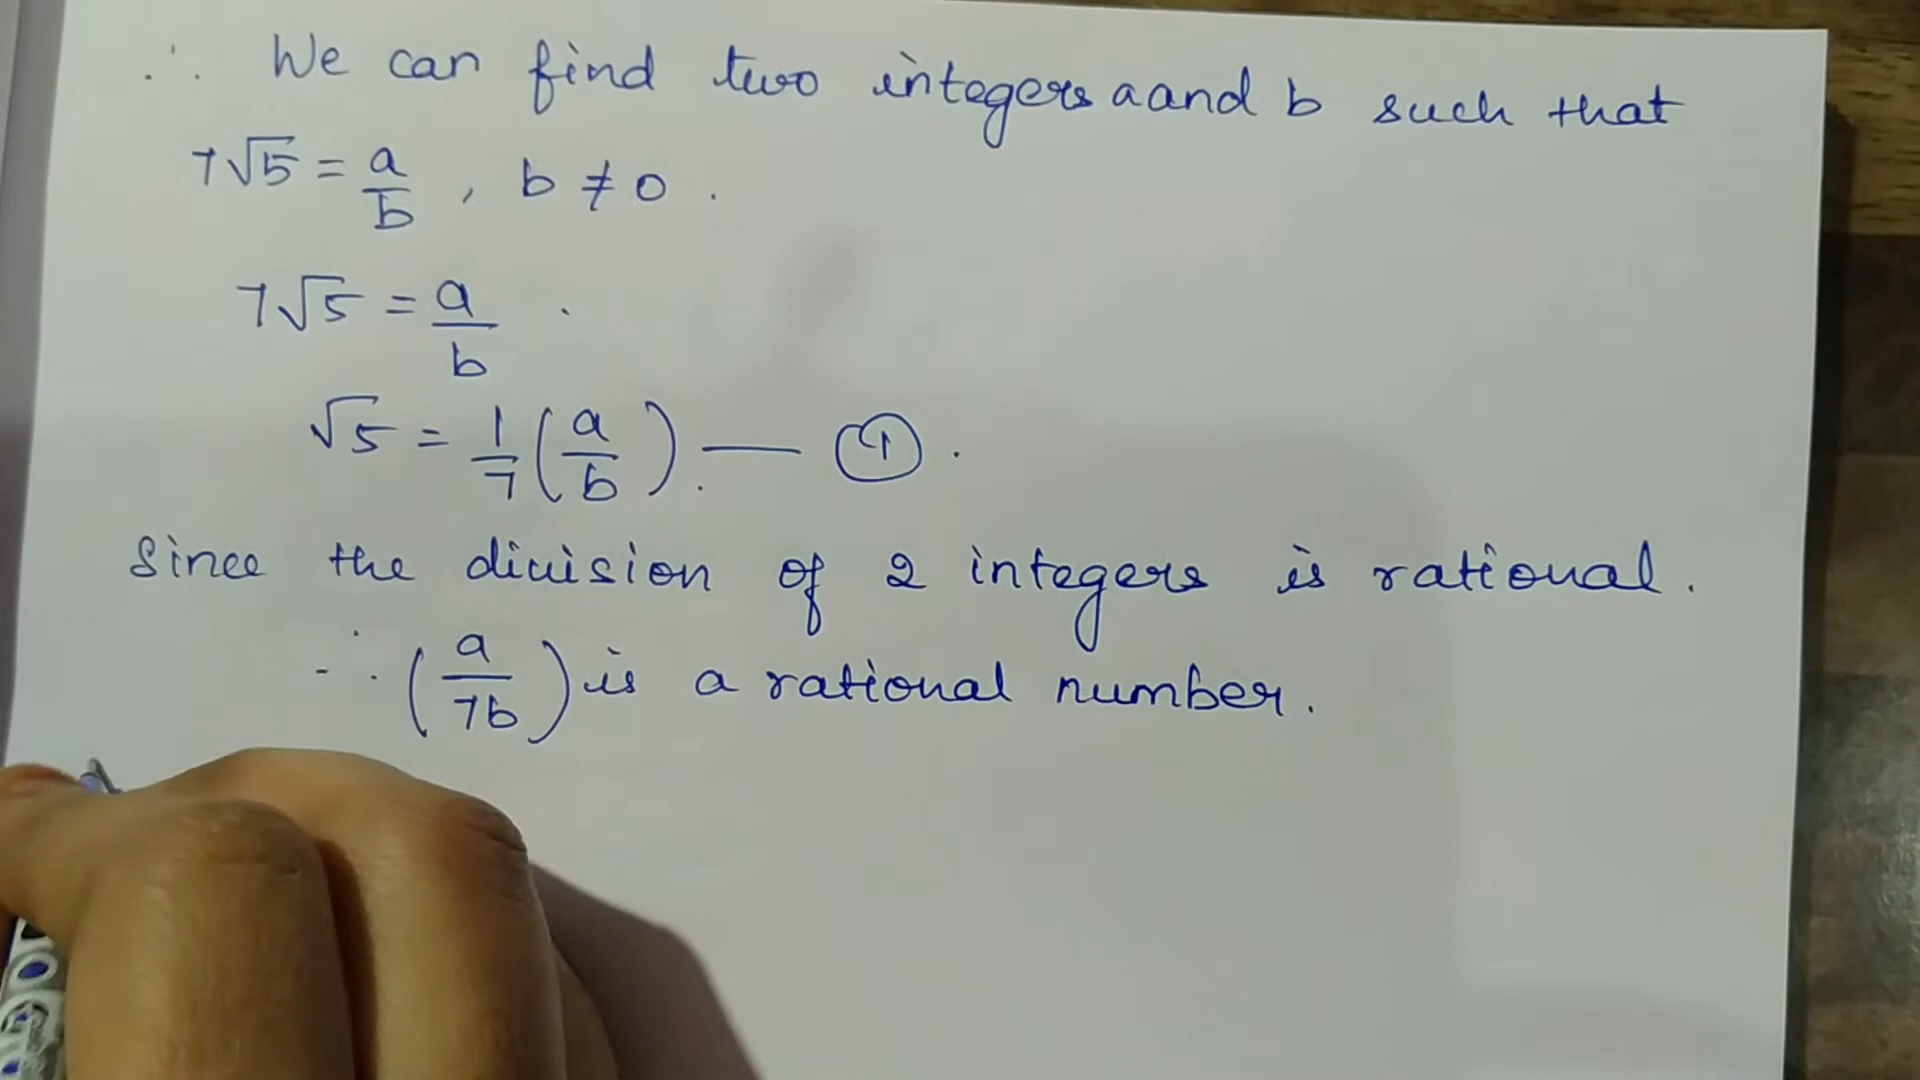 ∴ We can find two integers a and b such that
7√5 = a/b , b ≠ 0 .
7√5 = a/b .
√5 = 1/7 (a/b) . — ① .
Since the division of 2 integers is rational .
∴ (a/7b) is a rational number .